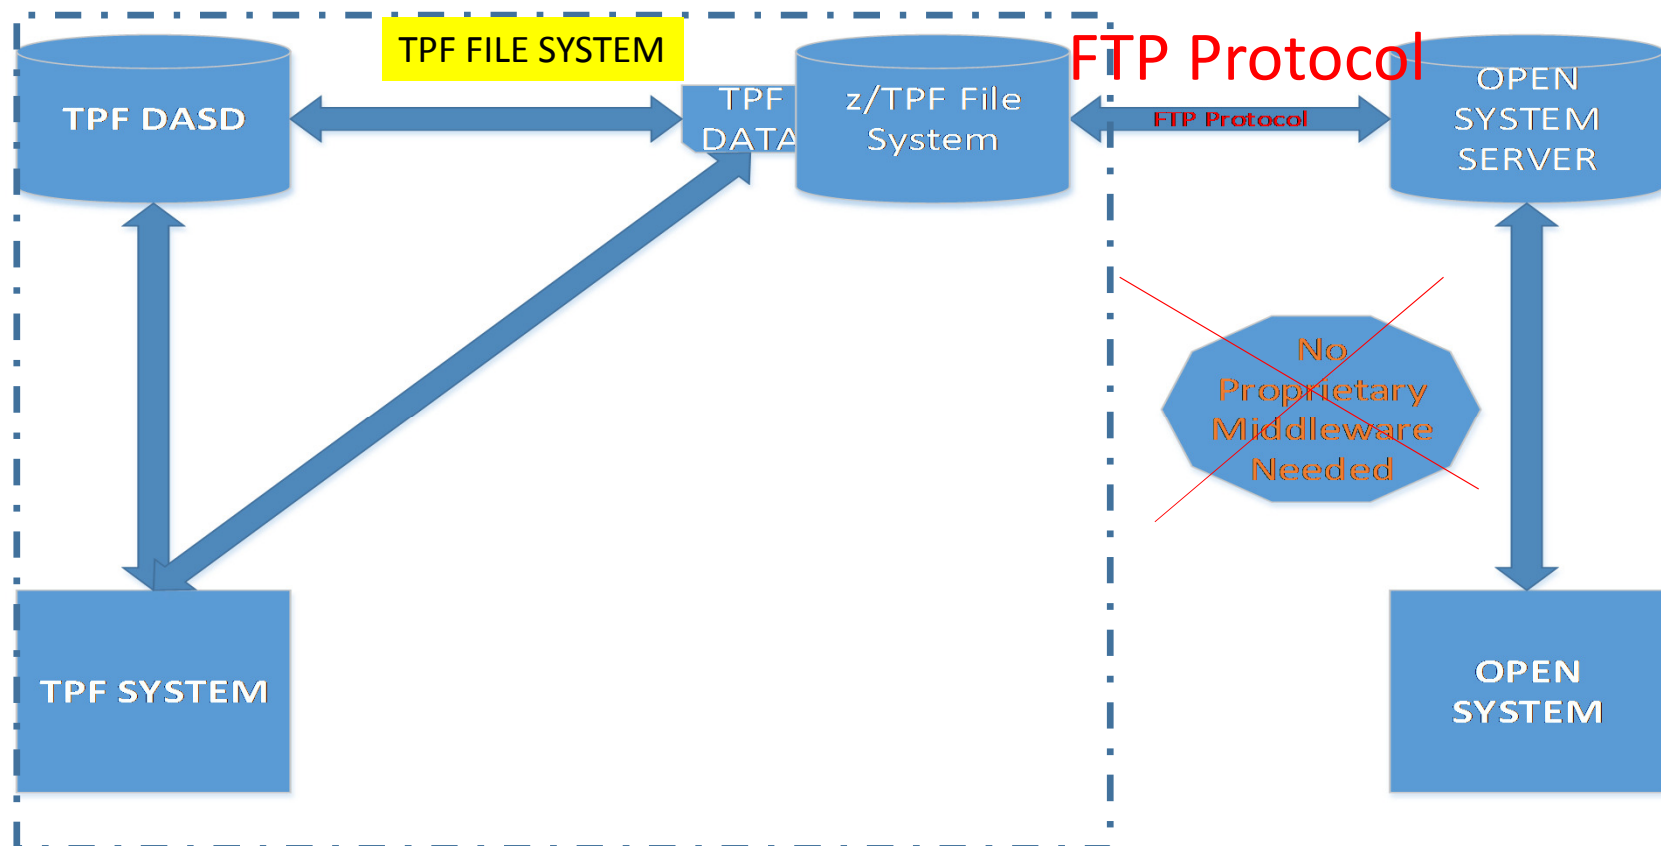 TPF FILE SYSTEM
FTP Protocol
TPF DASD
TPF
DATA
z/TPF File
System
FTP Protocol
OPEN
SYSTEM
SERVER
No
Proprietary
Middleware
Needed
TPF SYSTEM
OPEN
SYSTEM